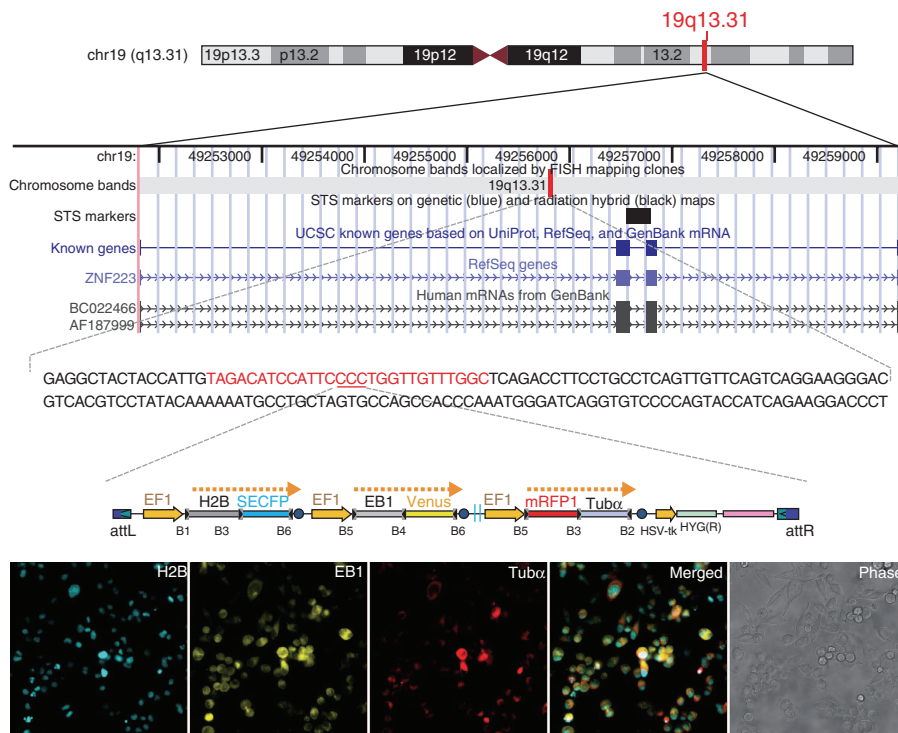 19q13.31
chr19 (q13.31) 19p13.3 p13.2 19p12 19q12 13.2
chr19: 49253000 49254000 49255000 49256000 49257000 49258000 49259000
Chromosome bands localized by FISH mapping clones
Chromosome bands 19q13.31
STS markers on genetic (blue) and radiation hybrid (black) maps
STS markers
UCSC known genes based on UniProt, RefSeq, and GenBank mRNA
Known genes
RefSeq genes
ZNF223
Human mRNAs from GenBank
BC022466
AF187999
GAGGCTACTACCATTGTAGACATCCATTCCCCTGGTTGTTTGGCTCAGACCTTCCTGCCTCAGTTGTTCAGTCAGGAAGGGAC
GTCACGTCCTATACAAAAAATGCCTGCTAGTGCCAGCCACCCAAATGGGATCAGGTGTCCCCAGTACCATCAGAAGGACCCT
EF1 H2B SECFP EF1 EB1 Venus EF1 mRFP1 Tubα
attL B1 B3 B6 B5 B4 B6 B5 B3 B2 HSV-tk HYG(R) attR
H2B EB1 Tubα Merged Phase